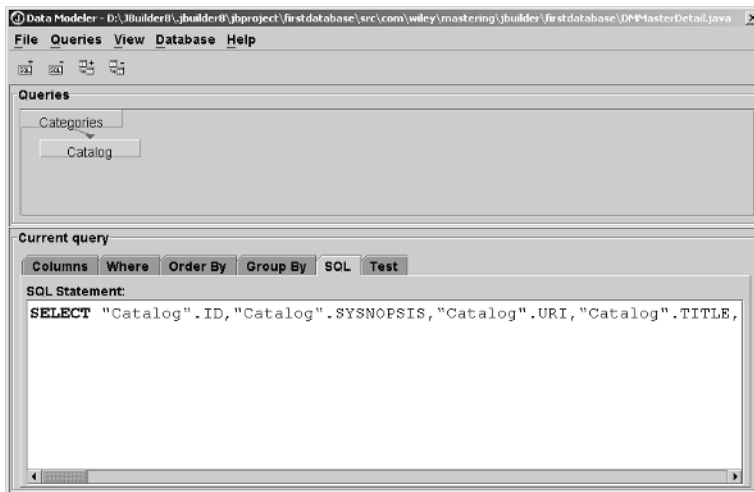 Data Modeler - D:\JBuilder8\.jbuilder8\jbproject\firstdatabase\src\com\wiley\mastering\jbuilder\firstdatabase\DMMasterDetail.java
File Queries View Database Help
Queries
Categories
Catalog
Current query
Columns Where Order By Group By SQL Test
SQL Statement:
SELECT "Catalog".ID,"Catalog".SYSNOPSIS,"Catalog".URI,"Catalog".TITLE,